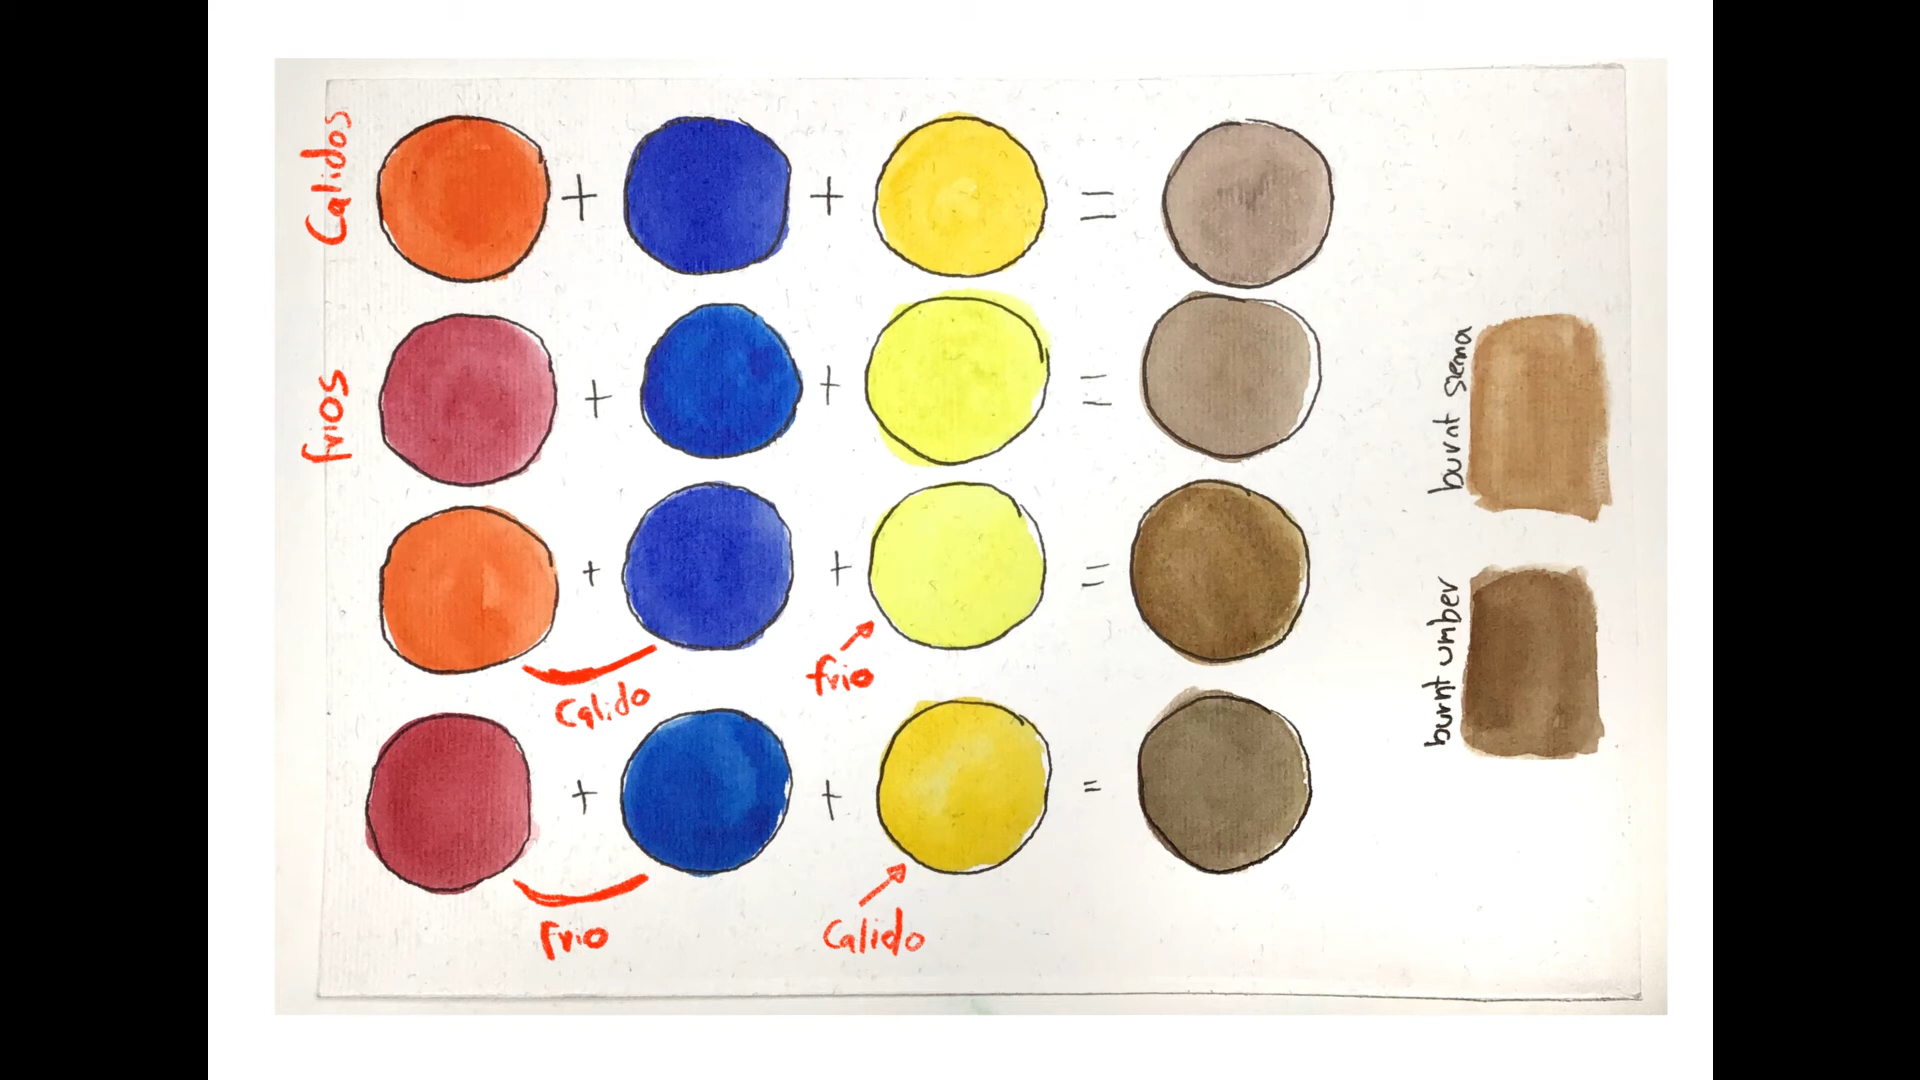 Calidos
+ + =
frios
+ + =
burnt siena
+ + =
Calido
frio
burnt umber
+ + =
Frio
Calido